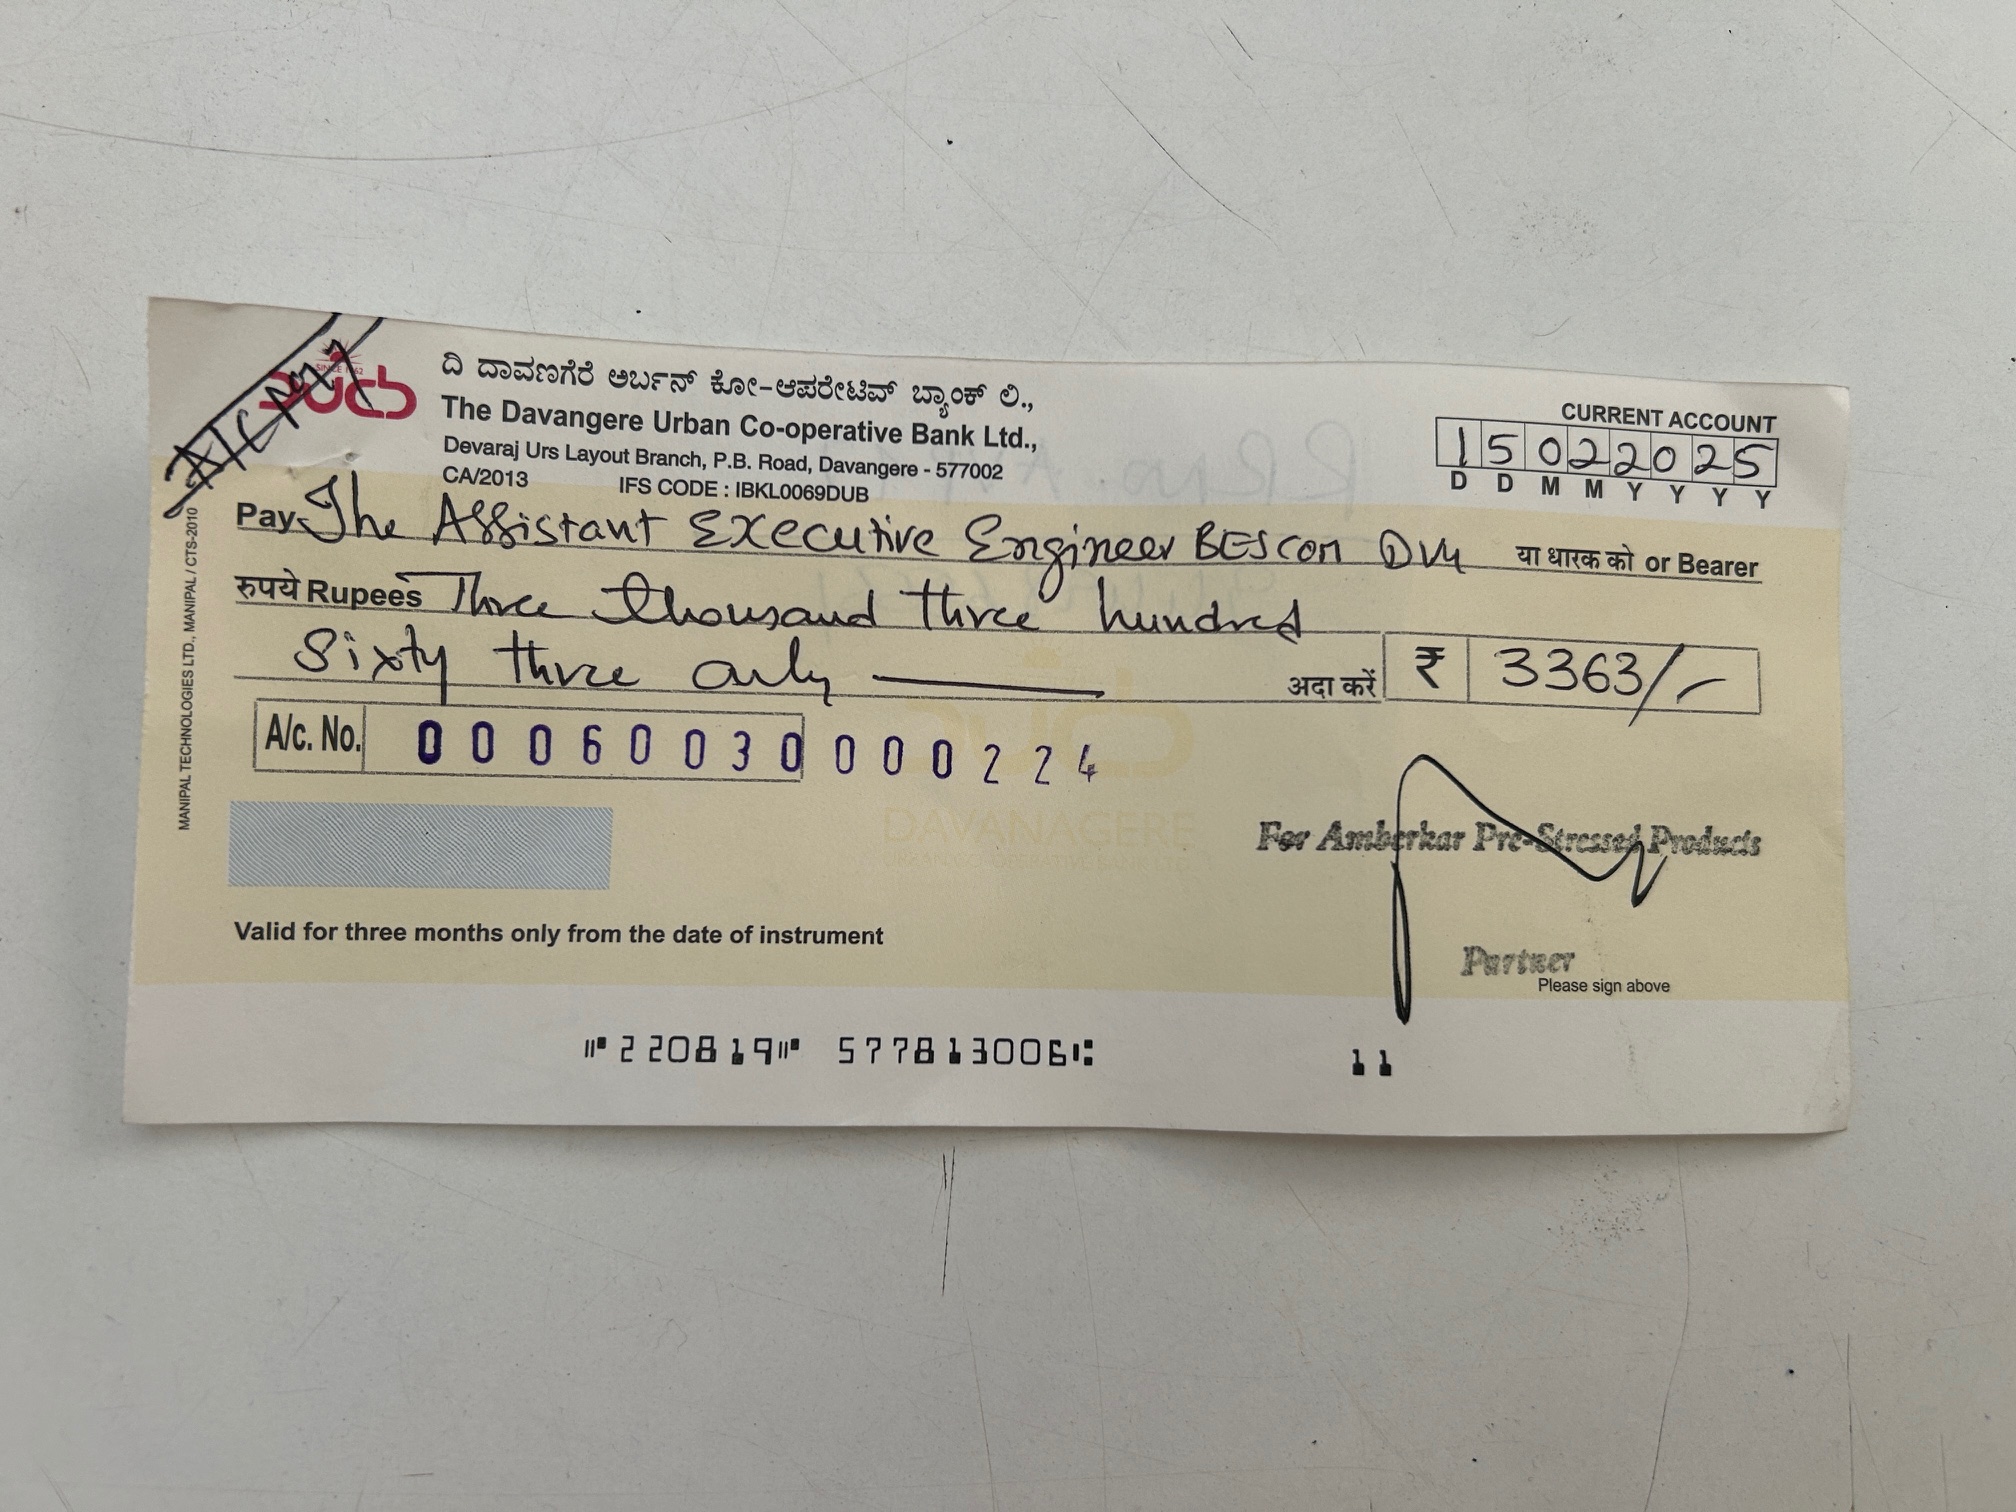 A/C Pay
SINCE 1962
ducb
ದಿ ದಾವಣಗೆರೆ ಅರ್ಬನ್ ಕೋ-ಆಪರೇಟಿವ್ ಬ್ಯಾಂಕ್ ಲಿ.,
The Davangere Urban Co-operative Bank Ltd.,
Devaraj Urs Layout Branch, P.B. Road, Davangere - 577002
CA/2013 IFS CODE : IBKL0069DUB
CURRENT ACCOUNT
15022025
D D M M Y Y Y Y
Pay The Assistant Executive Engineer BESCOM DVG या धारक को or Bearer
रुपये Rupees Three thousand three hundred
Sixty three only अदा करें ₹ 3363/-
A/c. No. 00060030000224
DAVANAGERE
For Amberkar Pre-Stressed Products
Valid for three months only from the date of instrument
Partner
Please sign above
⑈220819⑈ 577813006⑆ 11
MANIPAL TECHNOLOGIES LTD., MANIPAL / CTS-2010